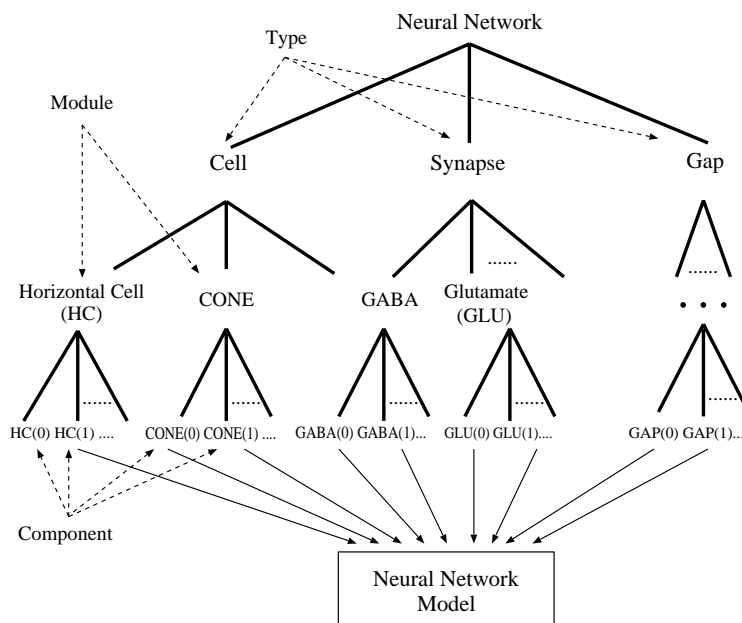 Neural Network
Type
Module
Cell
Synapse
Gap
......
......
Horizontal Cell
(HC)
CONE
GABA
Glutamate
(GLU)
• • •
......
......
......
......
......
HC(0) HC(1) ....
CONE(0) CONE(1) ....
GABA(0) GABA(1)...
GLU(0) GLU(1)....
GAP(0) GAP(1)...
Component
Neural Network
Model